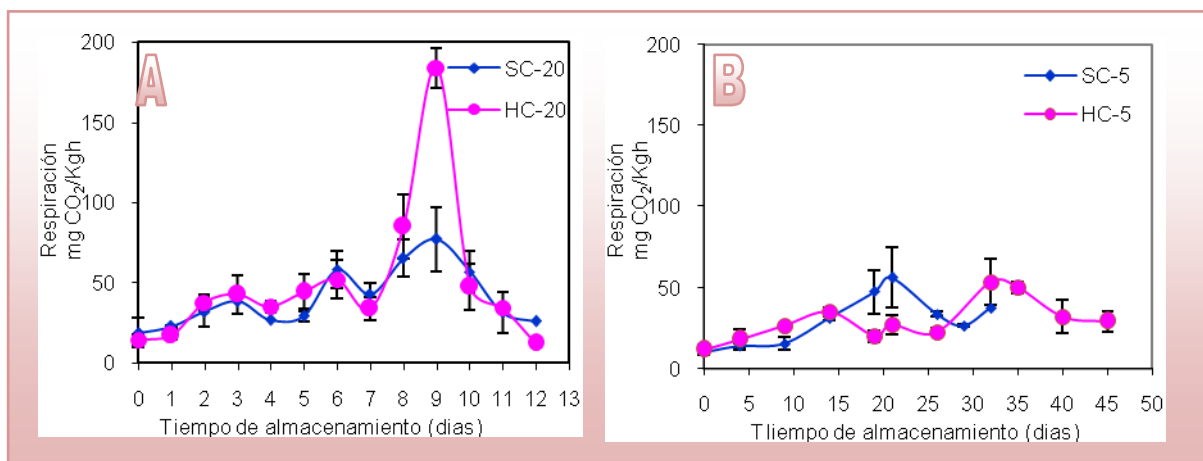 A
200
150
100
50
0
Respiración
mg CO₂/Kgh
SC-20
HC-20
0 1 2 3 4 5 6 7 8 9 10 11 12 13
Tiempo de almacenamiento (dias)
B
200
150
100
50
0
Respiración
mg CO₂/Kgh
SC-5
HC-5
0 5 10 15 20 25 30 35 40 45 50
Tliempo de almacenamiento (dias)